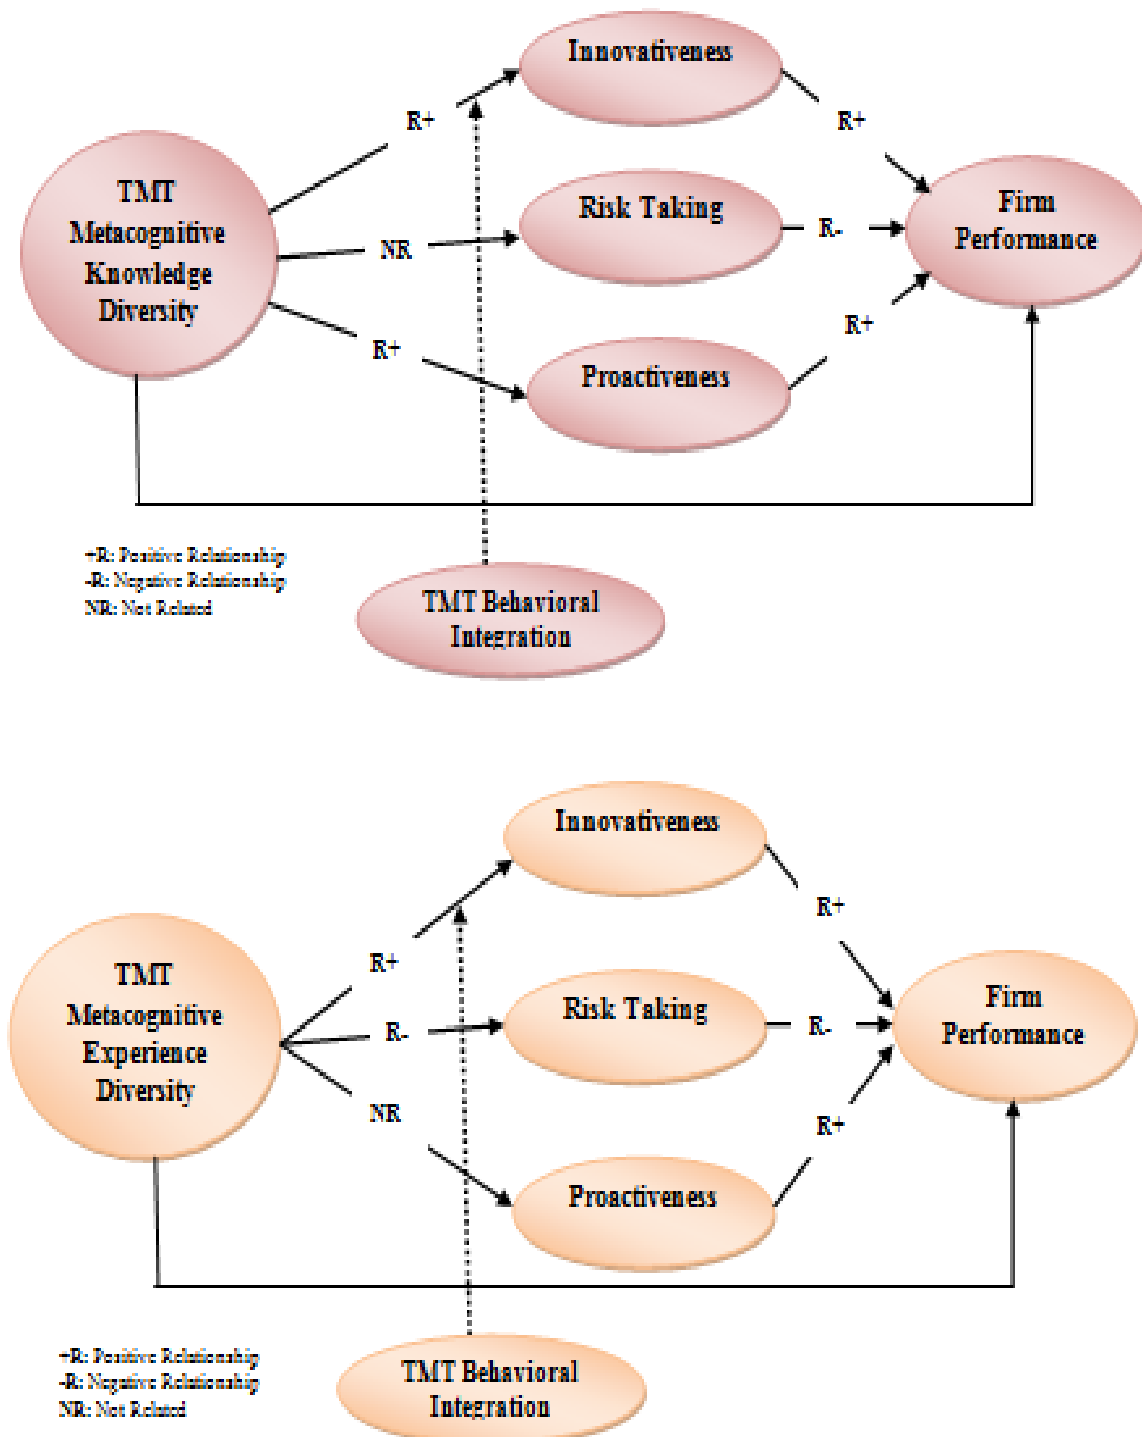 Innovativeness
R+
R+
TMT
Metacognitive
Knowledge
Diversity
Risk Taking
NR
R-
Firm
Performance
R+
R+
Proactiveness
+R: Positive Relationship
-R: Negative Relationship
NR: Not Related
TMT Behavioral
Integration
Innovativeness
R+
R+
TMT
Metacognitive
Experience
Diversity
Risk Taking
R-
R-
Firm
Performance
NR
R+
Proactiveness
+R: Positive Relationship
-R: Negative Relationship
NR: Not Related
TMT Behavioral
Integration